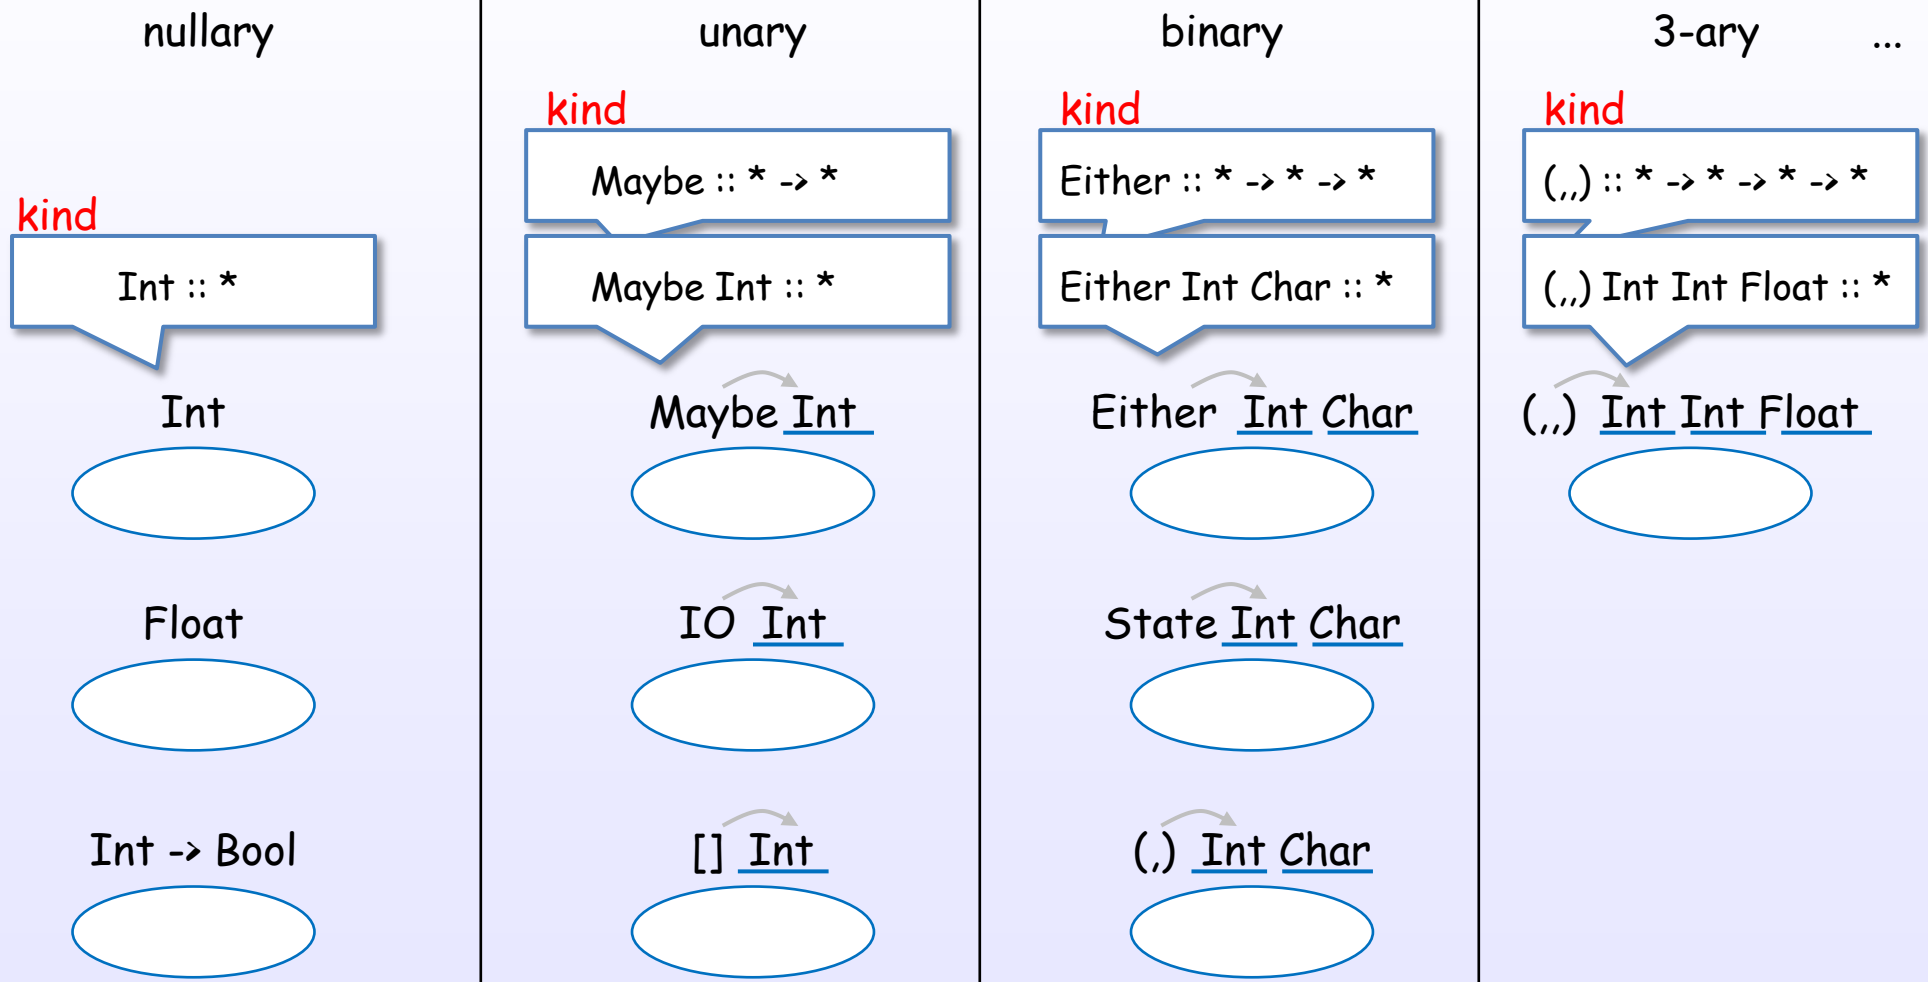 nullary
kind
Int :: *
Int
Float
Int -> Bool
unary
kind
Maybe :: * -> *
Maybe Int :: *
Maybe Int
IO Int
[] Int
binary
kind
Either :: * -> * -> *
Either Int Char :: *
Either Int Char
State Int Char
(,) Int Char
3-ary ...
kind
(,,) :: * -> * -> * -> *
(,,) Int Int Float :: *
(,,) Int Int Float